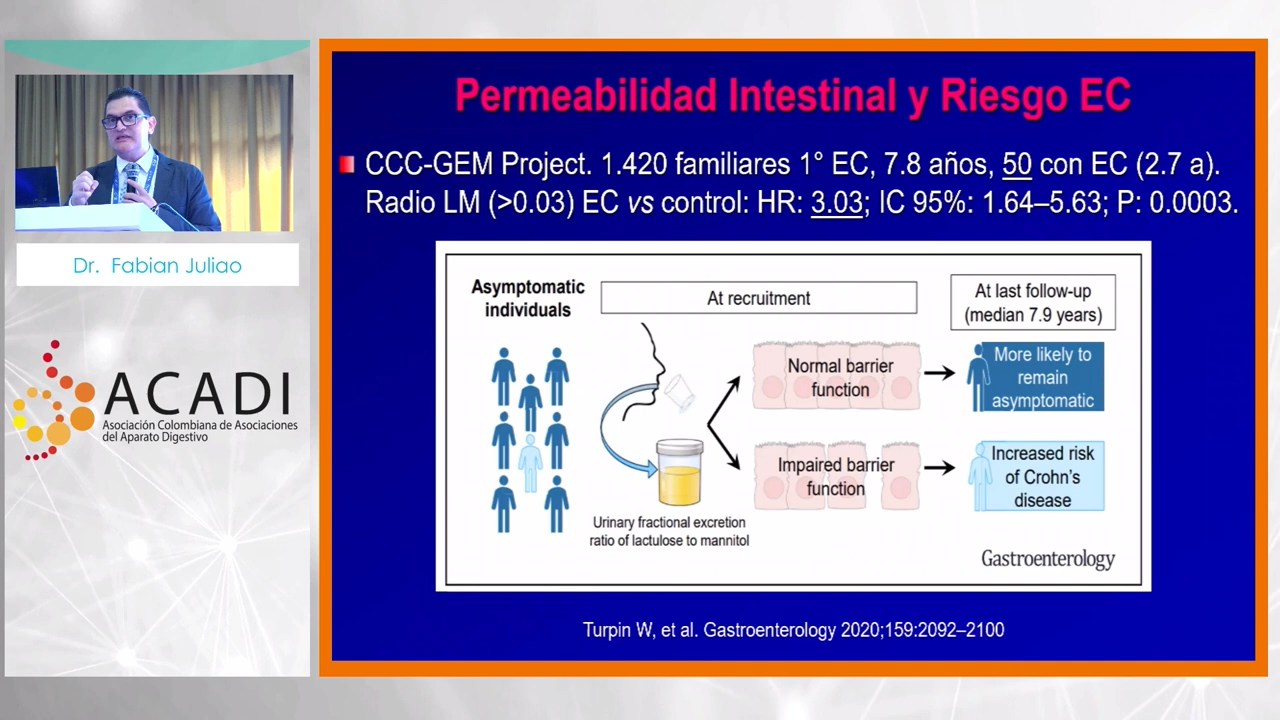 Permeabilidad Intestinal y Riesgo EC
CCC-GEM Project. 1.420 familiares 1° EC, 7.8 años, 50 con EC (2.7 a).
Radio LM (>0.03) EC vs control: HR: 3.03; IC 95%: 1.64–5.63; P: 0.0003.
Dr. Fabian Juliao
ACADI
Asociación Colombiana de Asociaciones
del Aparato Digestivo
Asymptomatic
individuals
At recruitment
At last follow-up
(median 7.9 years)
Normal barrier
function
More likely to
remain
asymptomatic
Impaired barrier
function
Increased risk
of Crohn's
disease
Urinary fractional excretion
ratio of lactulose to mannitol
Gastroenterology
Turpin W, et al. Gastroenterology 2020;159:2092–2100